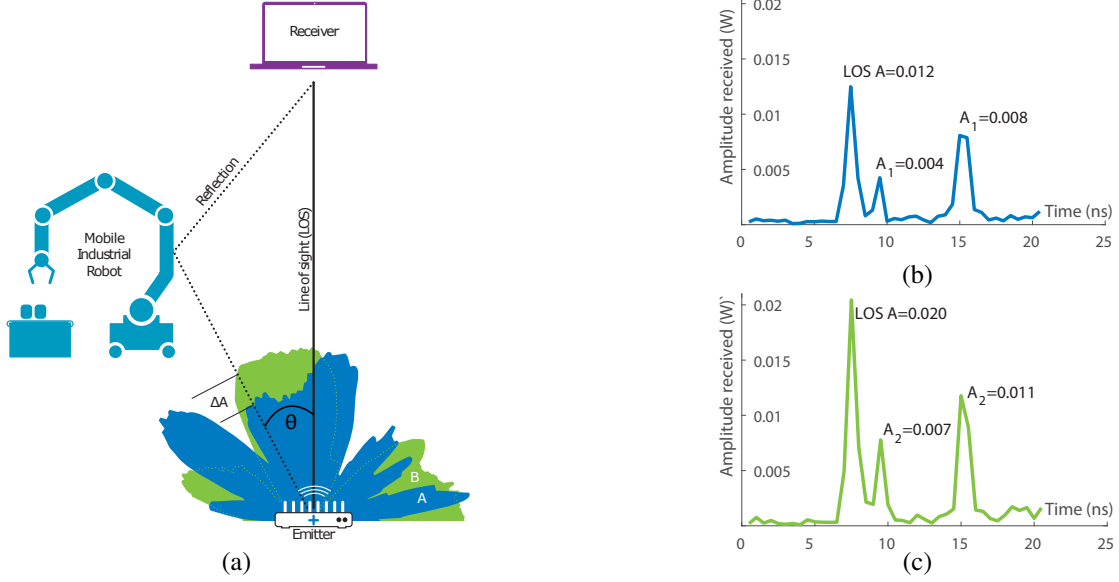 Receiver
Reflection
Line of sight (LOS)
Mobile
Industrial
Robot
ΔA
θ
B
A
Emitter
(a)
Amplitude received (W)
0.02
0.015
0.01
0.005
LOS A=0.012
A1=0.004
A1=0.008
Time (ns)
0 5 10 15 20 25
(b)
Amplitude received (W)`
0.02
0.015
0.01
0.005
LOS A=0.020
A2=0.007
A2=0.011
Time (ns)
0 5 10 15 20 25
(c)